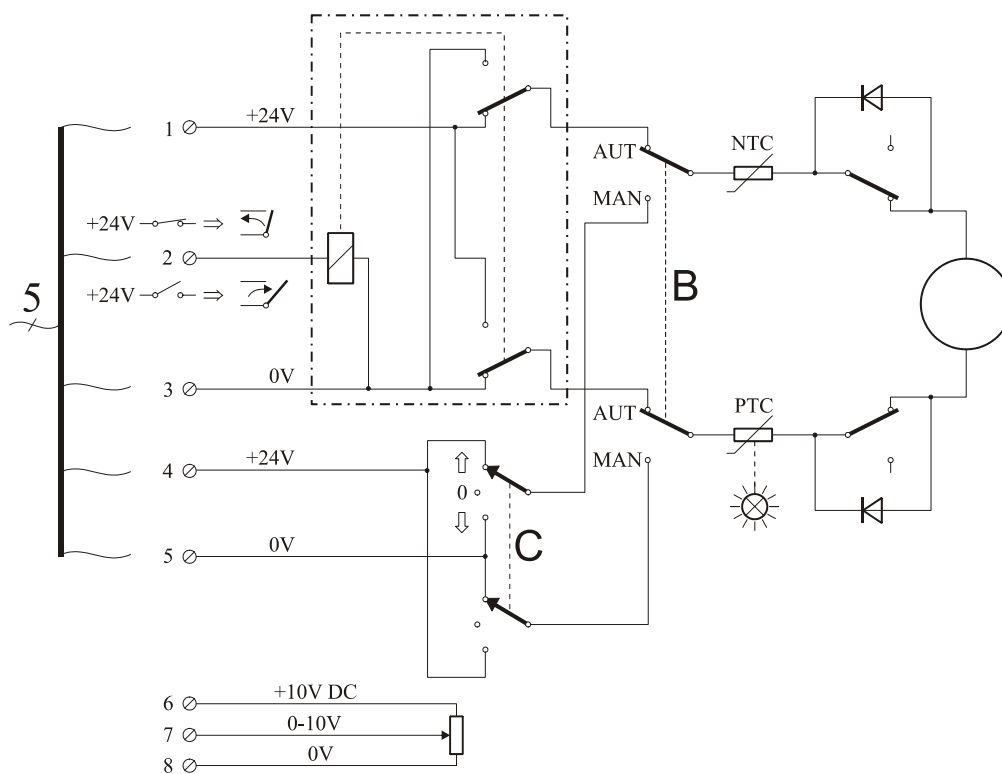 1 +24V
AUT
NTC
MAN
+24V ⇒
2
B
+24V ⇒
5
3 0V
AUT
PTC
MAN
4 +24V
0
5 0V
C
6 +10V DC
7 0-10V
8 0V